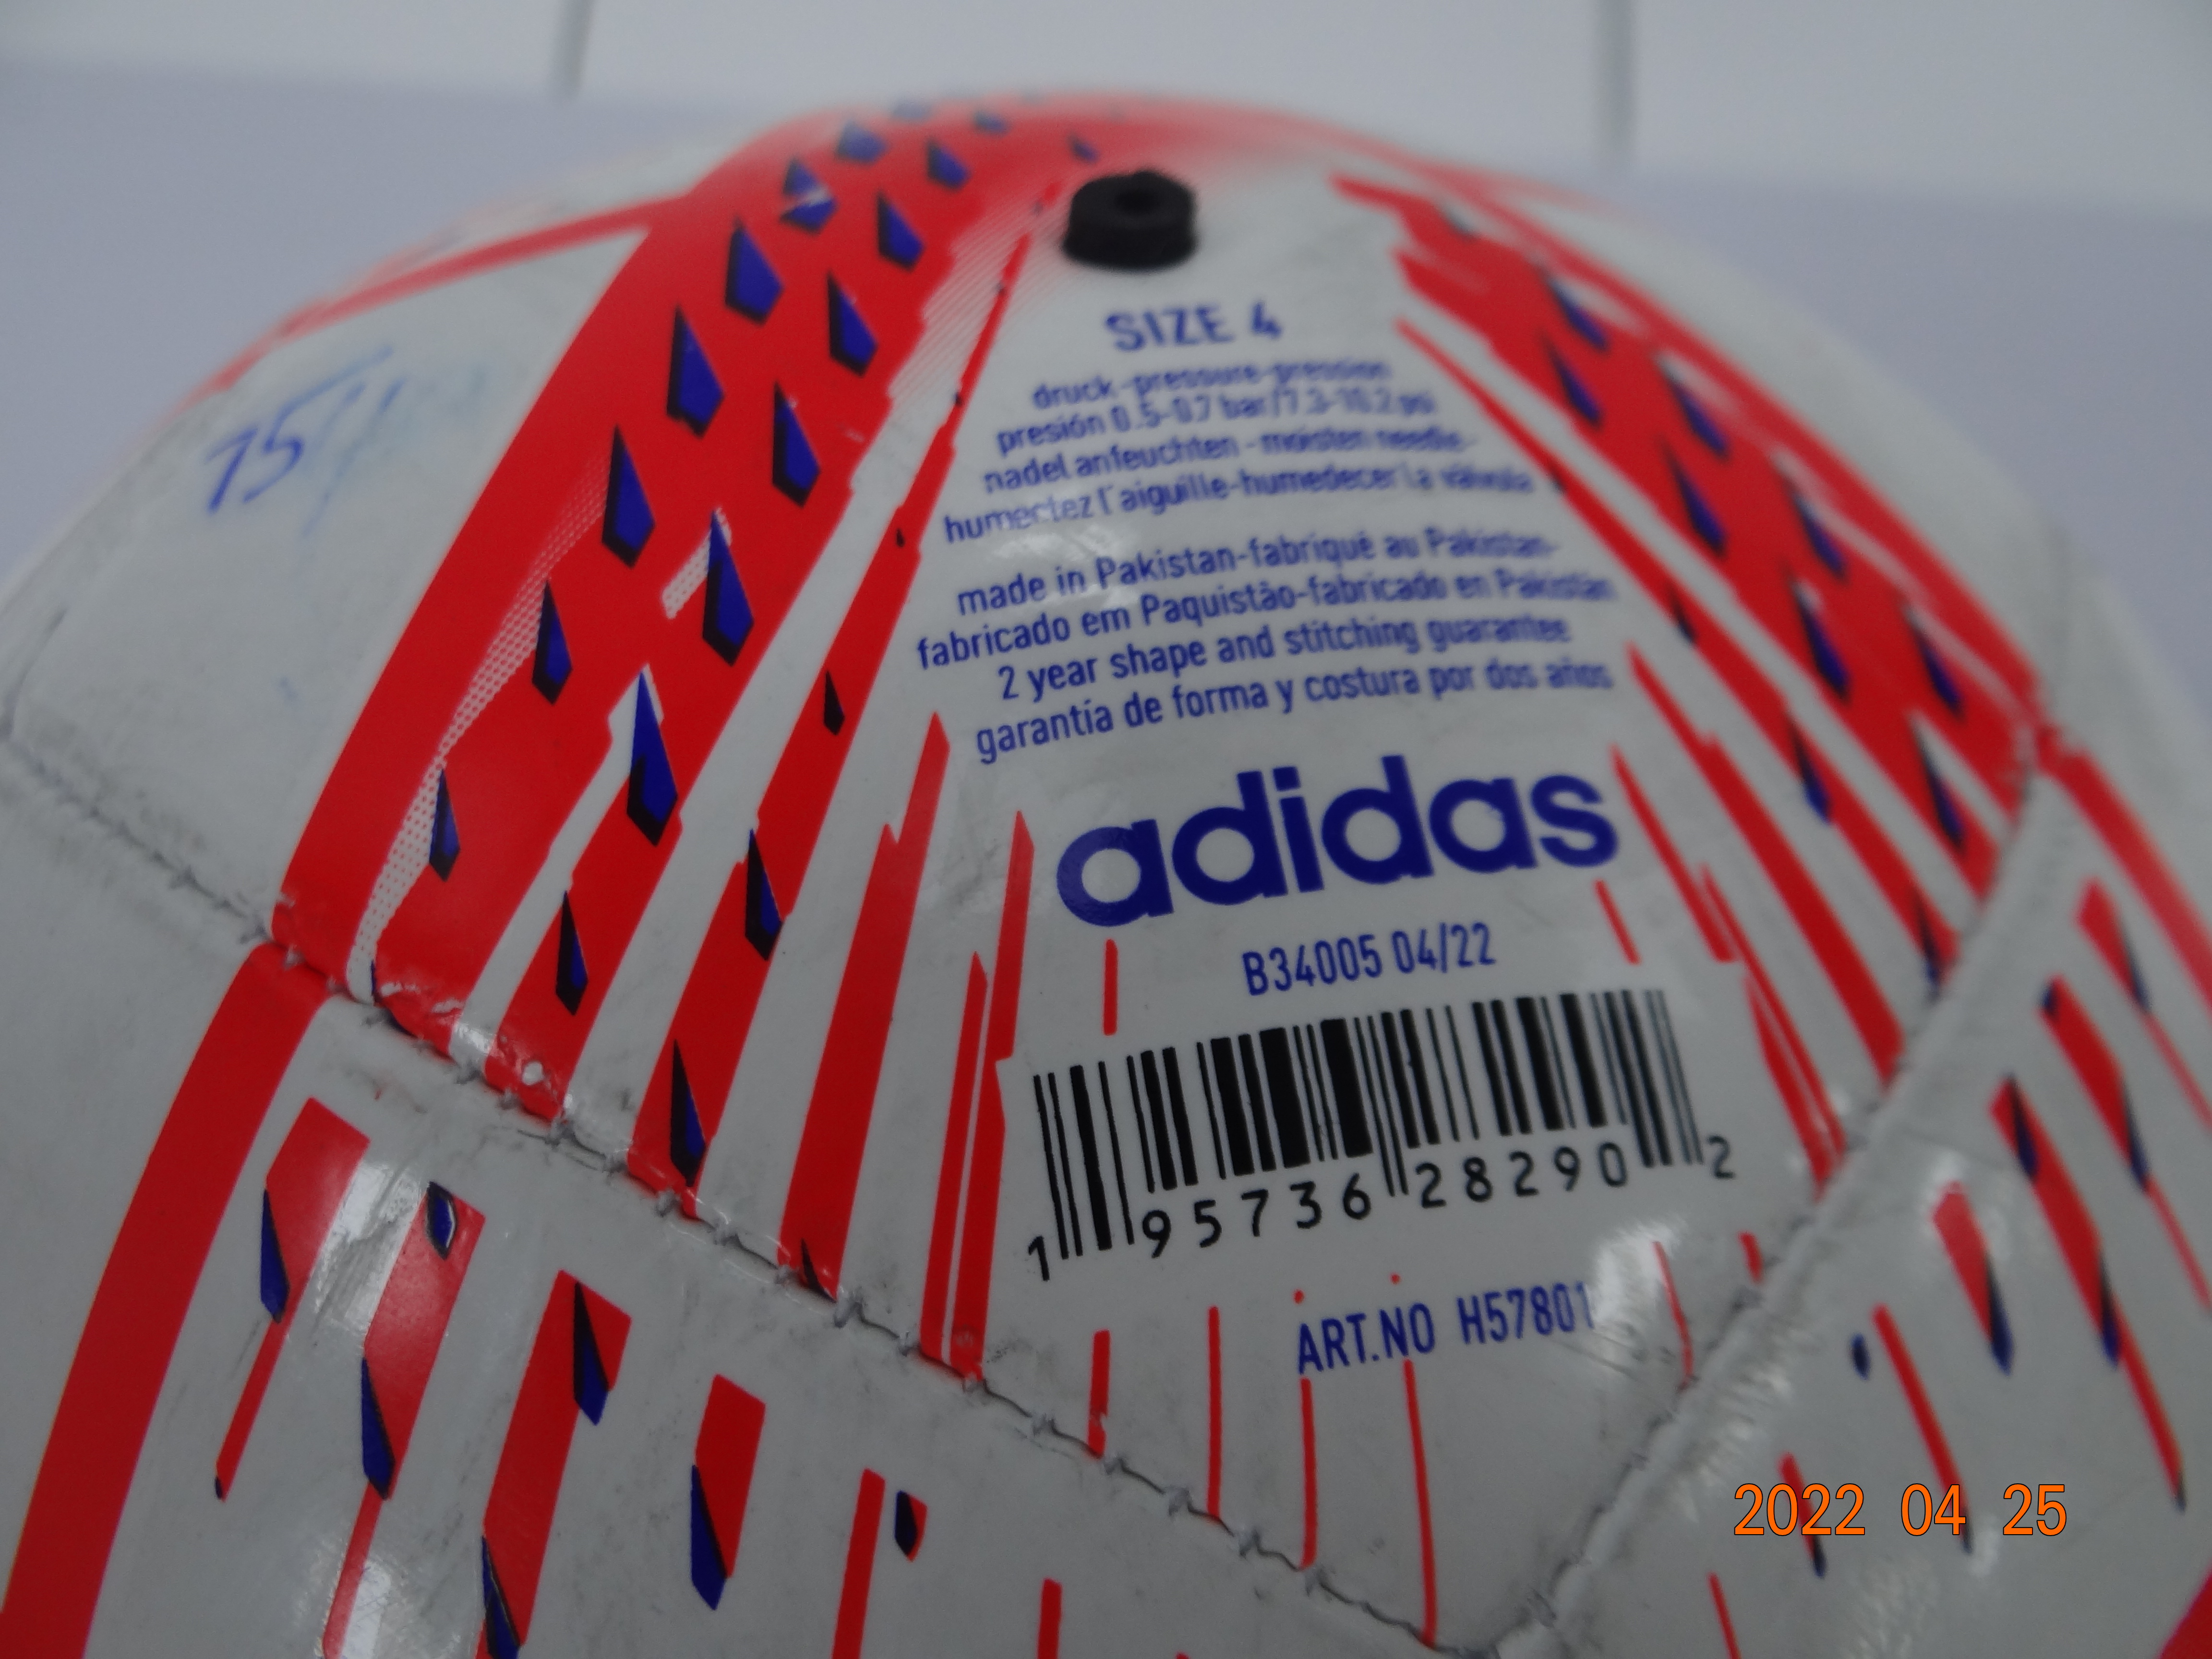 SIZE 4
druck-pressure-pression
presión 0.5-0.7 bar/7.3-10.2 psi
nadel anfeuchten - moisten needle-
humectez l'aiguille-humedecer la válvula
made in Pakistan-fabriqué au Pakistan-
fabricado em Paquistão-fabricado en Pakistán
2 year shape and stitching guarantee
garantía de forma y costura por dos años
adidas
B34005 04/22
1 95736 28290 2
ART.NO H57801
2022 04 25